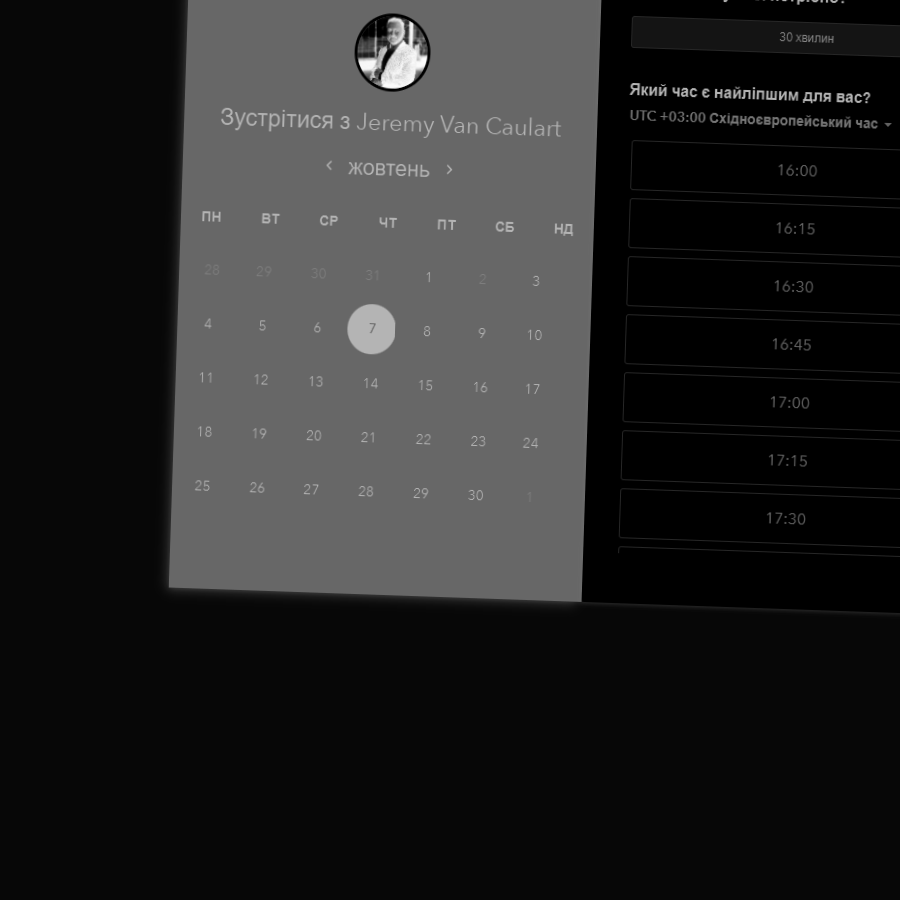 Зустрітися з Jeremy Van Caulart
жовтень
ПН ВТ СР ЧТ ПТ СБ НД
28 29 30 31 1 2 3
4 5 6 7 8 9 10
11 12 13 14 15 16 17
18 19 20 21 22 23 24
25 26 27 28 29 30 1
30 хвилин
Який час є найліпшим для вас?
UTC +03:00 Східноєвропейський час
16:00
16:15
16:30
16:45
17:00
17:15
17:30